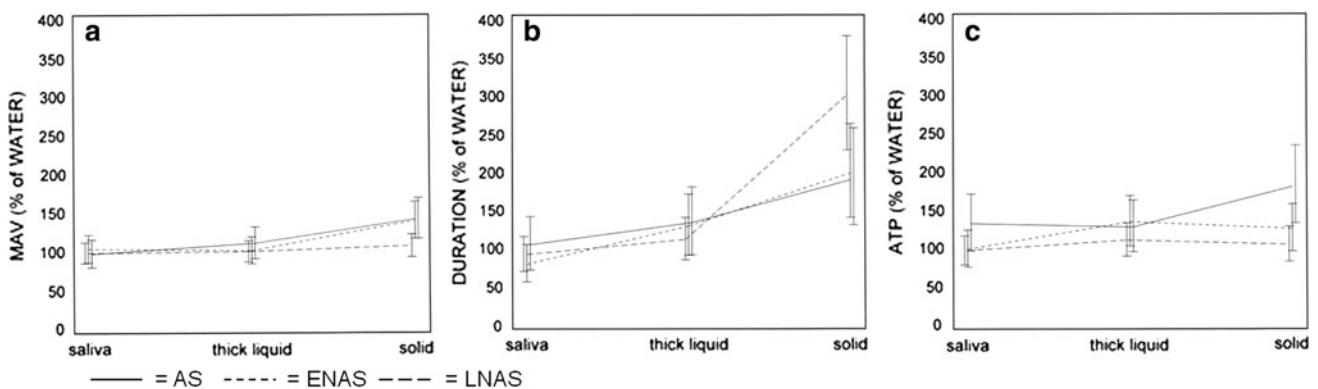 a
MAV (% of WATER)
400
350
300
250
200
150
100
50
0
saliva thick liquid solid
b
DURATION (% of WATER)
400
350
300
250
200
150
100
50
0
saliva thick liquid solid
c
ATP (% of WATER)
400
350
300
250
200
150
100
50
0
saliva thick liquid solid
= AS = ENAS = LNAS